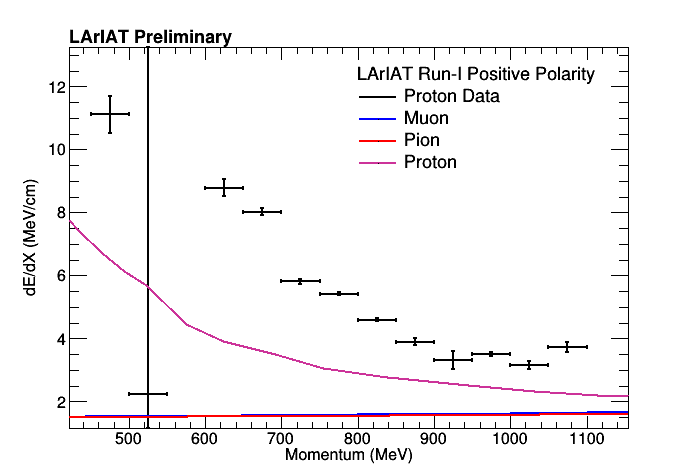 LArIAT Preliminary
LArIAT Run-I Positive Polarity
Proton Data
Muon
Pion
Proton
dE/dX (MeV/cm)
12
10
8
6
4
2
500 600 700 800 900 1000 1100
Momentum (MeV)